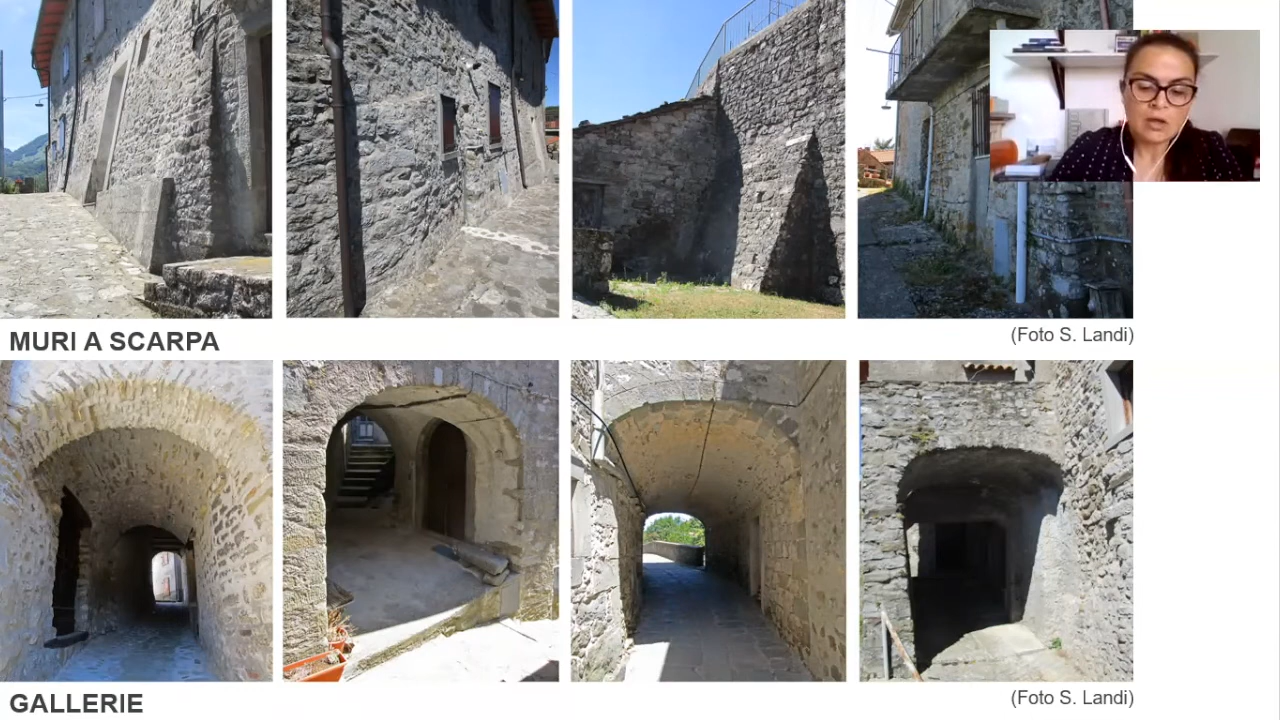 MURI A SCARPA
(Foto S. Landi)
GALLERIE
(Foto S. Landi)